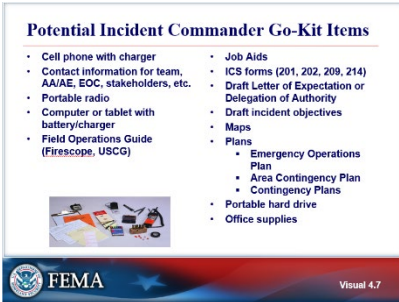 Potential Incident Commander Go-Kit Items
• Cell phone with charger
• Contact information for team,
AA/AE, EOC, stakeholders, etc.
• Portable radio
• Computer or tablet with
battery/charger
• Field Operations Guide
(Firescope, USCG)
• Job Aids
• ICS forms (201, 202, 209, 214)
• Draft Letter of Expectation or
Delegation of Authority
• Draft incident objectives
• Maps
• Plans
▪ Emergency Operations
Plan
▪ Area Contingency Plan
▪ Contingency Plans
• Portable hard drive
• Office supplies
FEMA
Visual 4.7